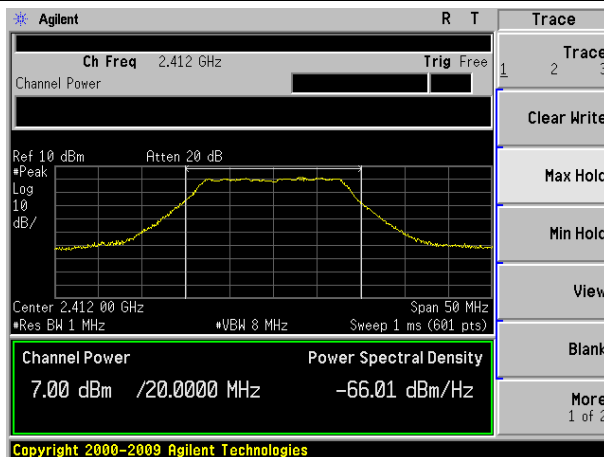 Agilent R T Trace
Ch Freq 2.412 GHz Trig Free
Channel Power
Trace
1 2 3
Clear Write
Max Hold
Min Hold
View
Blank
More
1 of 2
Ref 10 dBm Atten 20 dB
#Peak
Log
10
dB/
Center 2.412 00 GHz Span 50 MHz
#Res BW 1 MHz #VBW 8 MHz Sweep 1 ms (601 pts)
Channel Power Power Spectral Density
7.00 dBm /20.0000 MHz -66.01 dBm/Hz
Copyright 2000-2009 Agilent Technologies